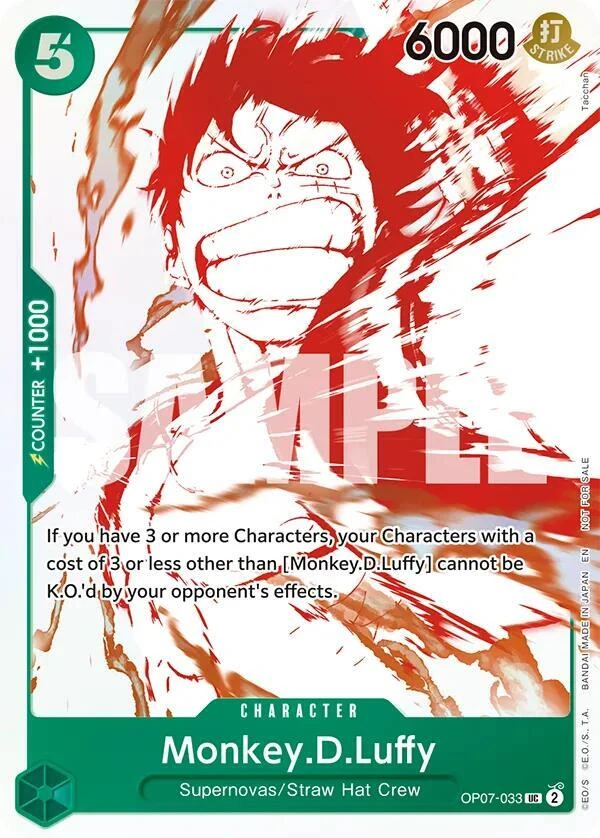 5
6000
打
STRIKE
Tacchan
COUNTER +1000
SAMPLE
If you have 3 or more Characters, your Characters with a
cost of 3 or less other than [Monkey.D.Luffy] cannot be
K.O.'d by your opponent's effects.
©EO/S ©E.O./S., T.A. BANDAI MADE IN JAPAN EN NOT FOR SALE
CHARACTER
Monkey.D.Luffy
Supernovas/Straw Hat Crew
OP07-033 UC 2